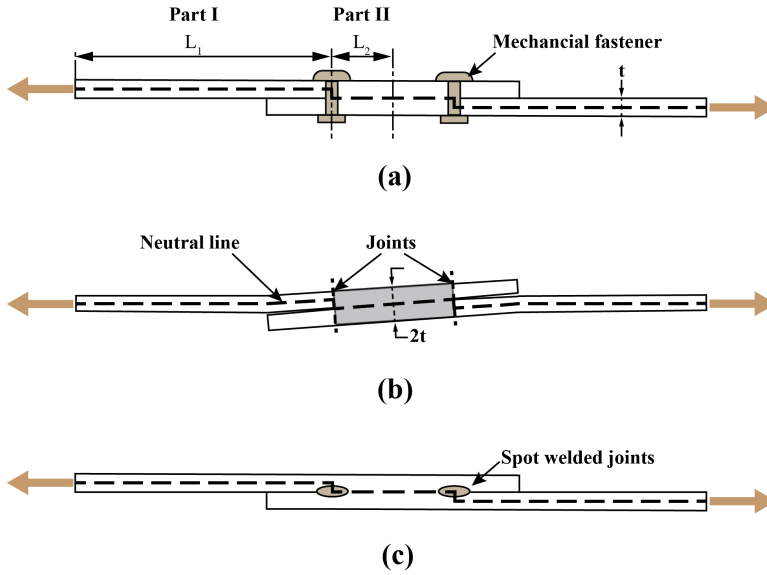 Part I Part II
L₁ L₂ Mechancial fastener
t
(a)
Neutral line Joints
2t
(b)
Spot welded joints
(c)